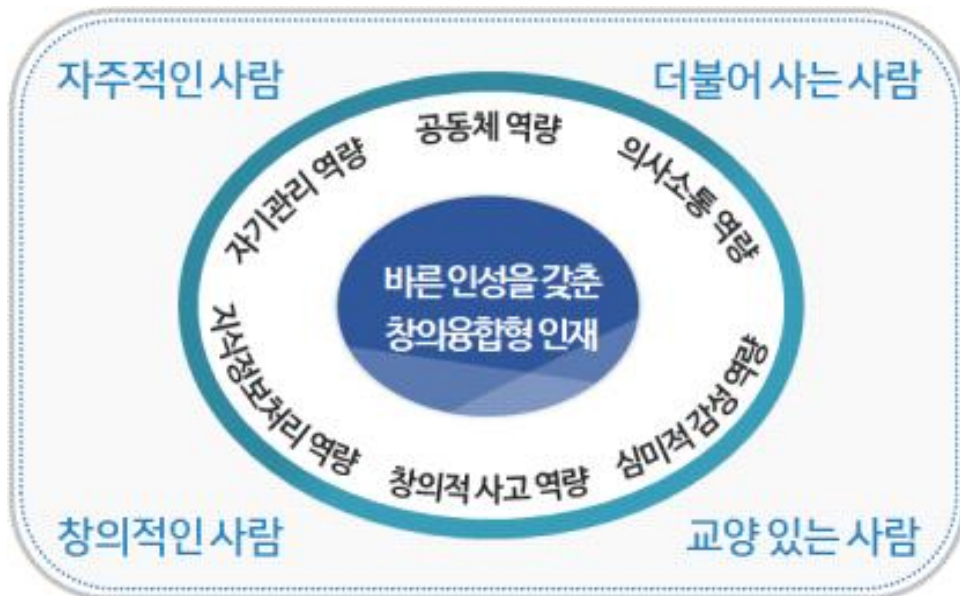 자주적인 사람
더불어 사는 사람
공동체 역량
자기관리 역량
의사소통 역량
바른 인성을 갖춘
창의융합형 인재
지식정보처리 역량
심미적 감성 역량
창의적 사고 역량
창의적인 사람
교양 있는 사람